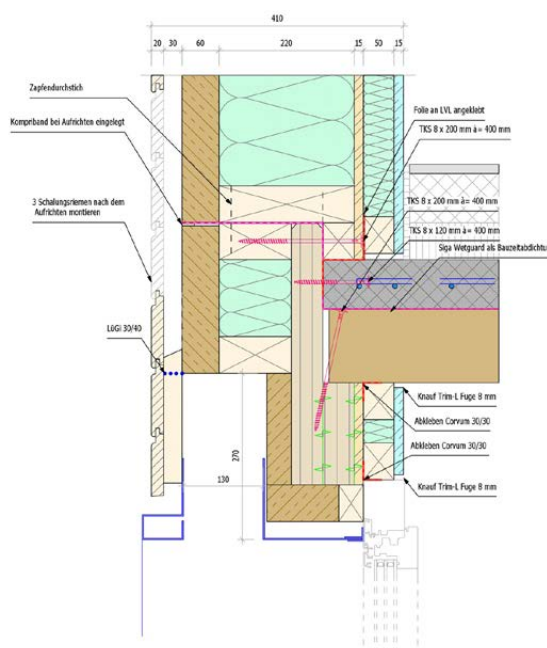 410
20 30 60 220 15 50 15
Zapfendurchstich
Kompriband bei Aufrichten eingelegt
3 Schalungsriemen nach dem
Aufrichten montieren
LüGi 30/40
Folie an LVL angeklebt
TKS 8 x 200 mm à= 400 mm
TKS 8 x 200 mm à= 400 mm
TKS 8 x 120 mm à= 400 mm
Siga Wetguard als Bauzeitabdichtu
Knauf Trim-L Fuge 8 mm
Abkleben Corvum 30/30
Abkleben Corvum 30/30
Knauf Trim-L Fuge 8 mm
270
130